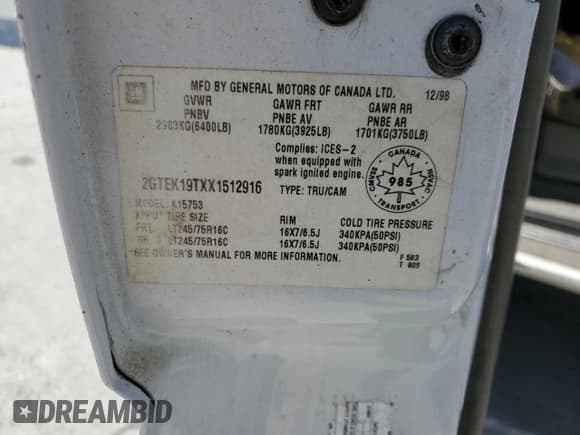 MFD BY GENERAL MOTORS OF CANADA LTD. 12/98
GVWR GAWR FRT GAWR RR
PNBV PNBE AV PNBE AR
2903KG(6400LB) 1780KG(3925LB) 1701KG(3750LB)
Complies: ICES-2
when equipped with
spark ignited engine.
2GTEK19TXX1512916 TYPE: TRU/CAM
CANADA
985
TRANSPORT
MODEL: K15753
TIRE SIZE RIM COLD TIRE PRESSURE
FRT LT245/75R16C 16X7/6.5J 340KPA(50PSI)
RR LT245/75R16C 16X7/6.5J 340KPA(50PSI)
SEE OWNER'S MANUAL FOR MORE INFORMATION. F 563
T 605
DREAMBID